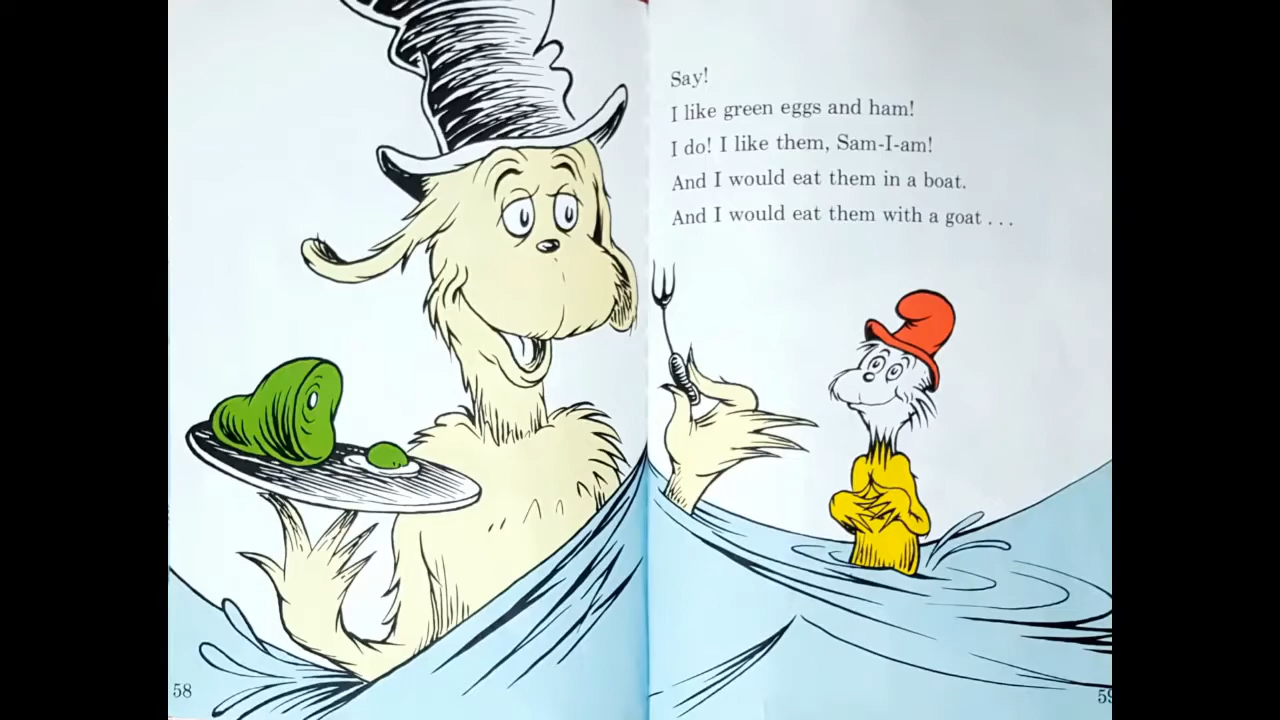 Say!
I like green eggs and ham!
I do! I like them, Sam-I-am!
And I would eat them in a boat.
And I would eat them with a goat . . .
58
59